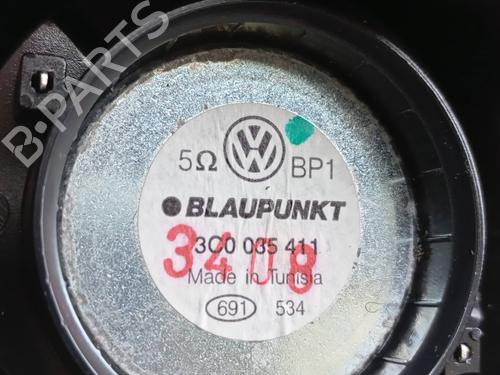 B-PARTS
5Ω VW BP1
BLAUPUNKT
3C0 035 411
3408
Made in Tunisia
691 534